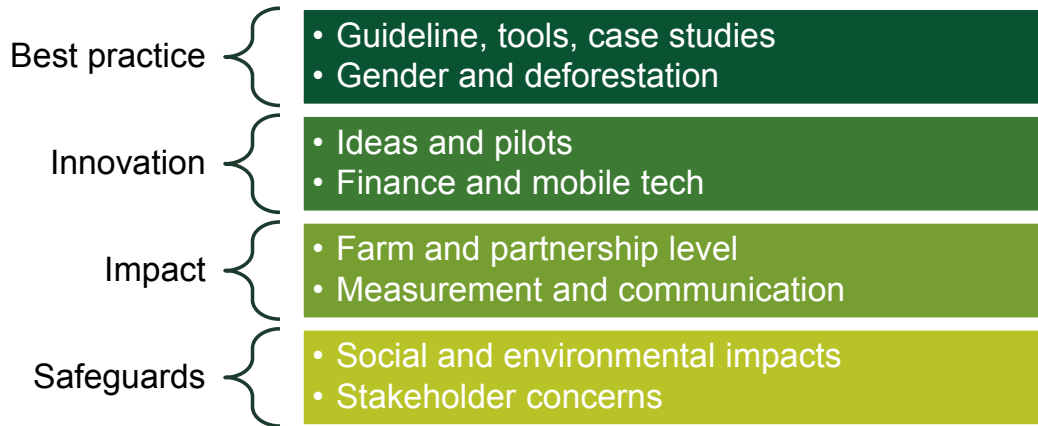 Best practice
• Guideline, tools, case studies
• Gender and deforestation
Innovation
• Ideas and pilots
• Finance and mobile tech
Impact
• Farm and partnership level
• Measurement and communication
Safeguards
• Social and environmental impacts
• Stakeholder concerns